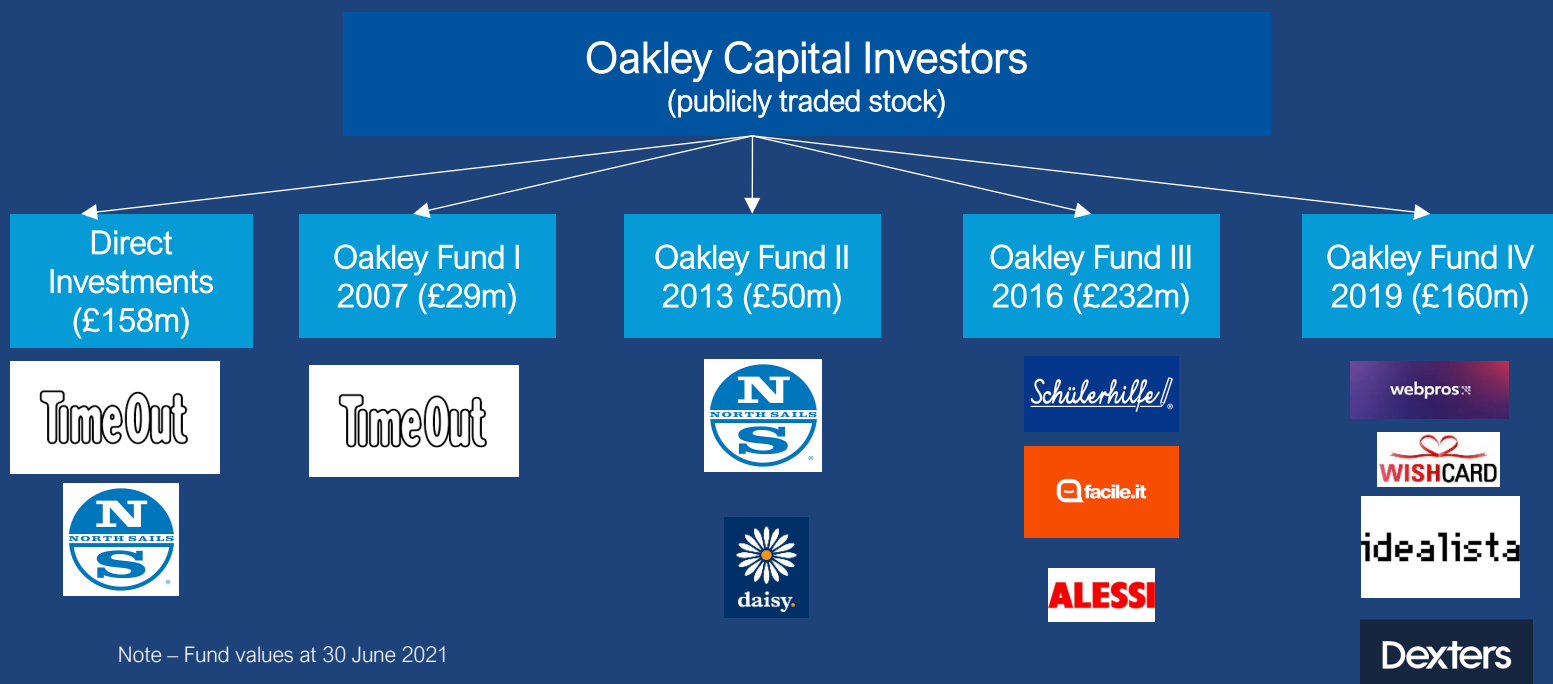 Oakley Capital Investors
(publicly traded stock)
Direct
Investments
(£158m)
Oakley Fund I
2007 (£29m)
Oakley Fund II
2013 (£50m)
Oakley Fund III
2016 (£232m)
Oakley Fund IV
2019 (£160m)
TimeOut
N
NORTH SAILS
S
TimeOut
N
NORTH SAILS
S
daisy.
Schülerhilfe!
facile.it
ALESSI
webpros
WISHCARD
idealista
Dexters
Note – Fund values at 30 June 2021